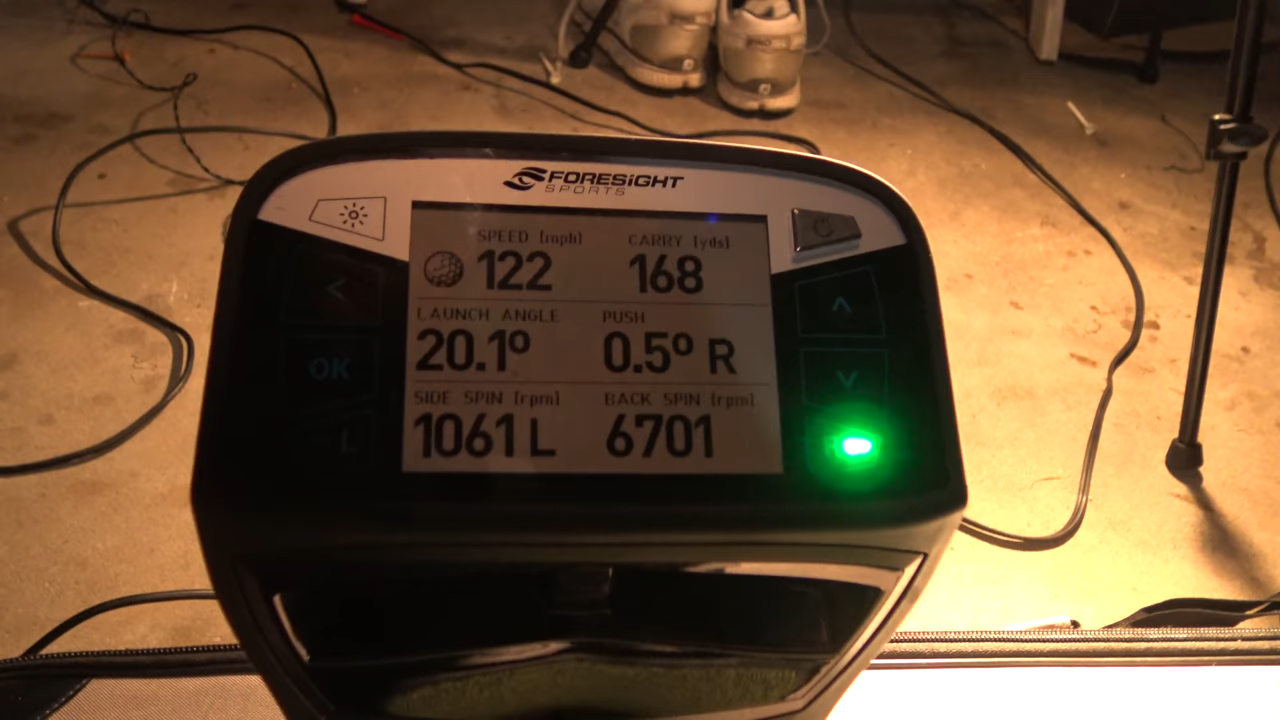 FORESiGHT
SPORTS
SPEED (mph) CARRY (yds)
122 168
LAUNCH ANGLE PUSH
20.1º 0.5º R
SIDE SPIN (rpm) BACK SPIN (rpm)
1061 L 6701
< OK